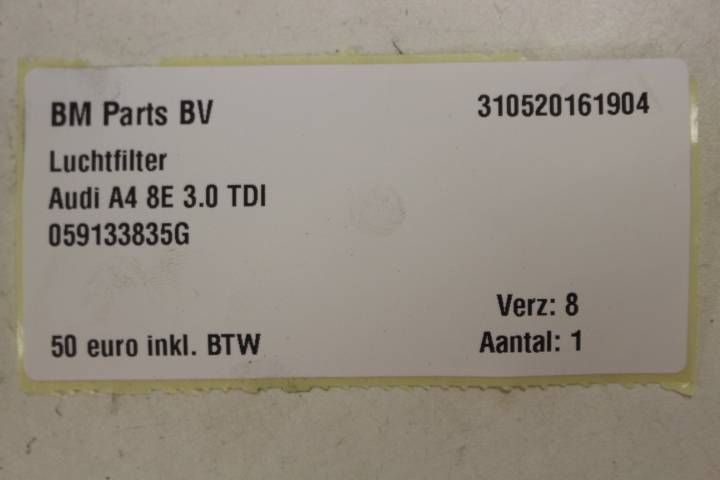 BM Parts BV 310520161904
Luchtfilter
Audi A4 8E 3.0 TDI
059133835G
Verz: 8
50 euro inkl. BTW Aantal: 1